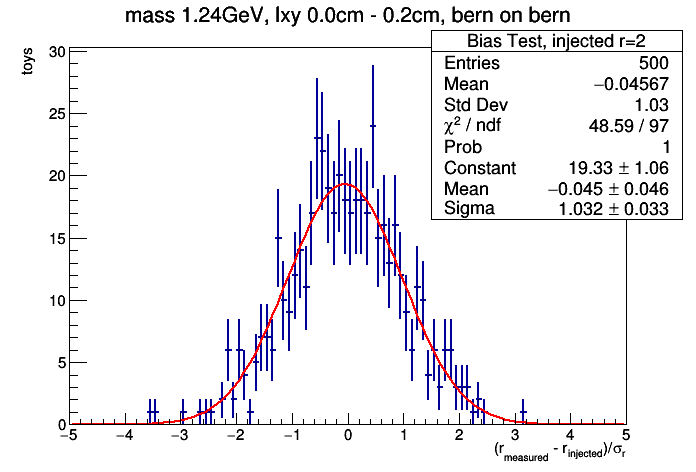 mass 1.24GeV, lxy 0.0cm - 0.2cm, bern on bern
toys
Bias Test, injected r=2
Entries 500
Mean −0.04567
Std Dev 1.03
χ² / ndf 48.59 / 97
Prob 1
Constant 19.33 ± 1.06
Mean −0.045 ± 0.046
Sigma 1.032 ± 0.033
30
25
20
15
10
5
0
−5 −4 −3 −2 −1 0 1 2 3 4 5
(r_measured - r_injected)/σ_r